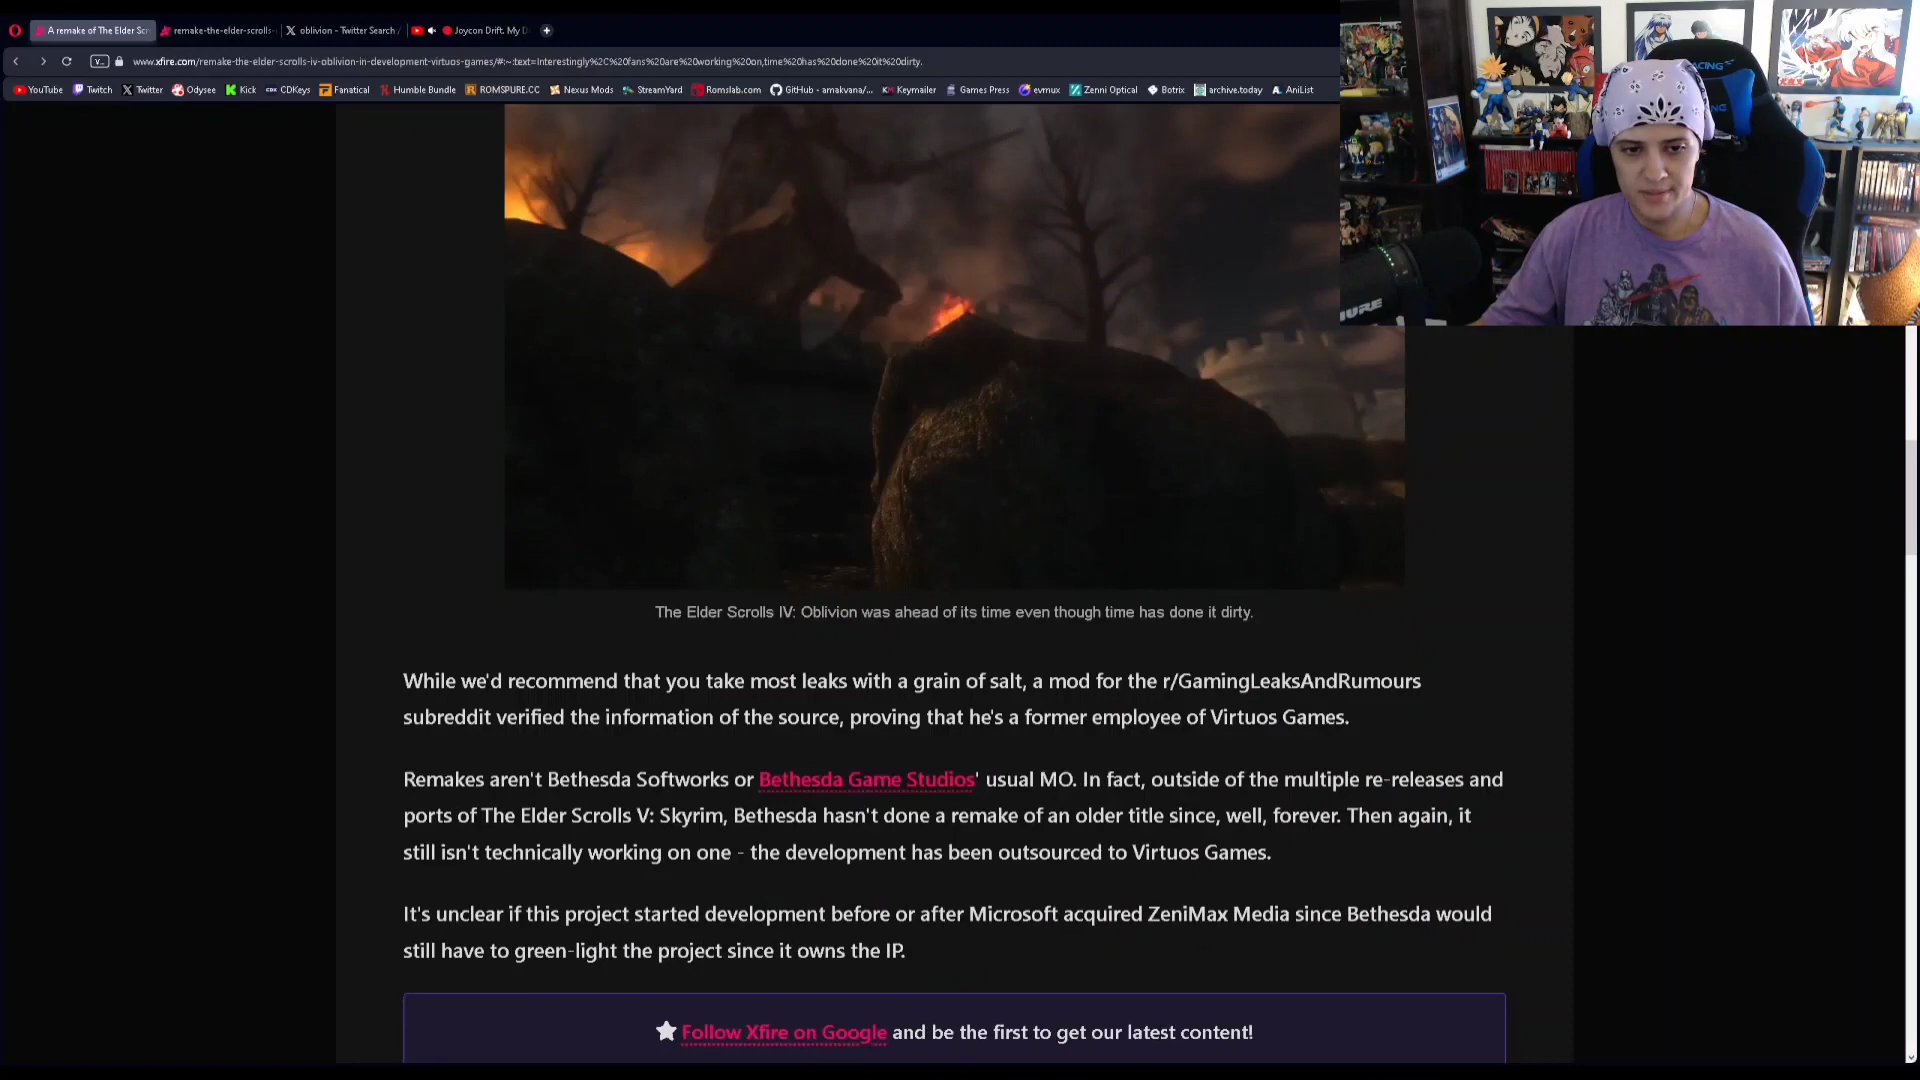 A remake of The Elder Scr
remake-the-elder-scrolls-
oblivion - Twitter Search /
Joycon Drift, My D
V...
www.xfire.com/remake-the-elder-scrolls-iv-oblivion-in-development-virtuos-games/#:~:text=Interestingly%2C%20fans%20are%20working%20on,time%20has%20done%20it%20dirty.
YouTube
Twitch
Twitter
Odysee
Kick
CDKeys
Fanatical
Humble Bundle
ROMSPURE.CC
Nexus Mods
StreamYard
Romslab.com
GitHub - amakvana/...
Keymailer
Games Press
evmux
Zenni Optical
Botrix
archive.today
AniList
The Elder Scrolls IV: Oblivion was ahead of its time even though time has done it dirty.
While we'd recommend that you take most leaks with a grain of salt, a mod for the r/GamingLeaksAndRumours
subreddit verified the information of the source, proving that he's a former employee of Virtuos Games.
Remakes aren't Bethesda Softworks or Bethesda Game Studios' usual MO. In fact, outside of the multiple re-releases and
ports of The Elder Scrolls V: Skyrim, Bethesda hasn't done a remake of an older title since, well, forever. Then again, it
still isn't technically working on one - the development has been outsourced to Virtuos Games.
It's unclear if this project started development before or after Microsoft acquired ZeniMax Media since Bethesda would
still have to green-light the project since it owns the IP.
Follow Xfire on Google and be the first to get our latest content!